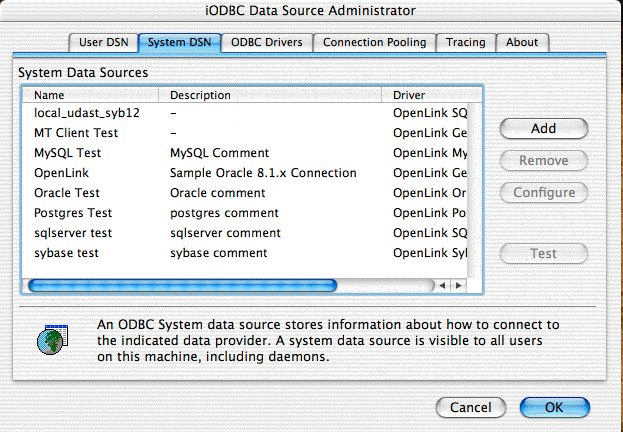 iODBC Data Source Administrator
User DSN System DSN ODBC Drivers Connection Pooling Tracing About
System Data Sources
Name Description Driver
local_udast_syb12 – OpenLink SQ
MT Client Test – OpenLink Ge
MySQL Test MySQL Comment OpenLink My
OpenLink Sample Oracle 8.1.x Connection OpenLink Ge
Oracle Test Oracle comment OpenLink Or
Postgres Test postgres comment OpenLink Po
sqlserver test sqlserver comment OpenLink SQ
sybase test sybase comment OpenLink Syl
Add
Remove
Configure
Test
An ODBC System data source stores information about how to connect to
the indicated data provider. A system data source is visible to all users
on this machine, including daemons.
Cancel OK